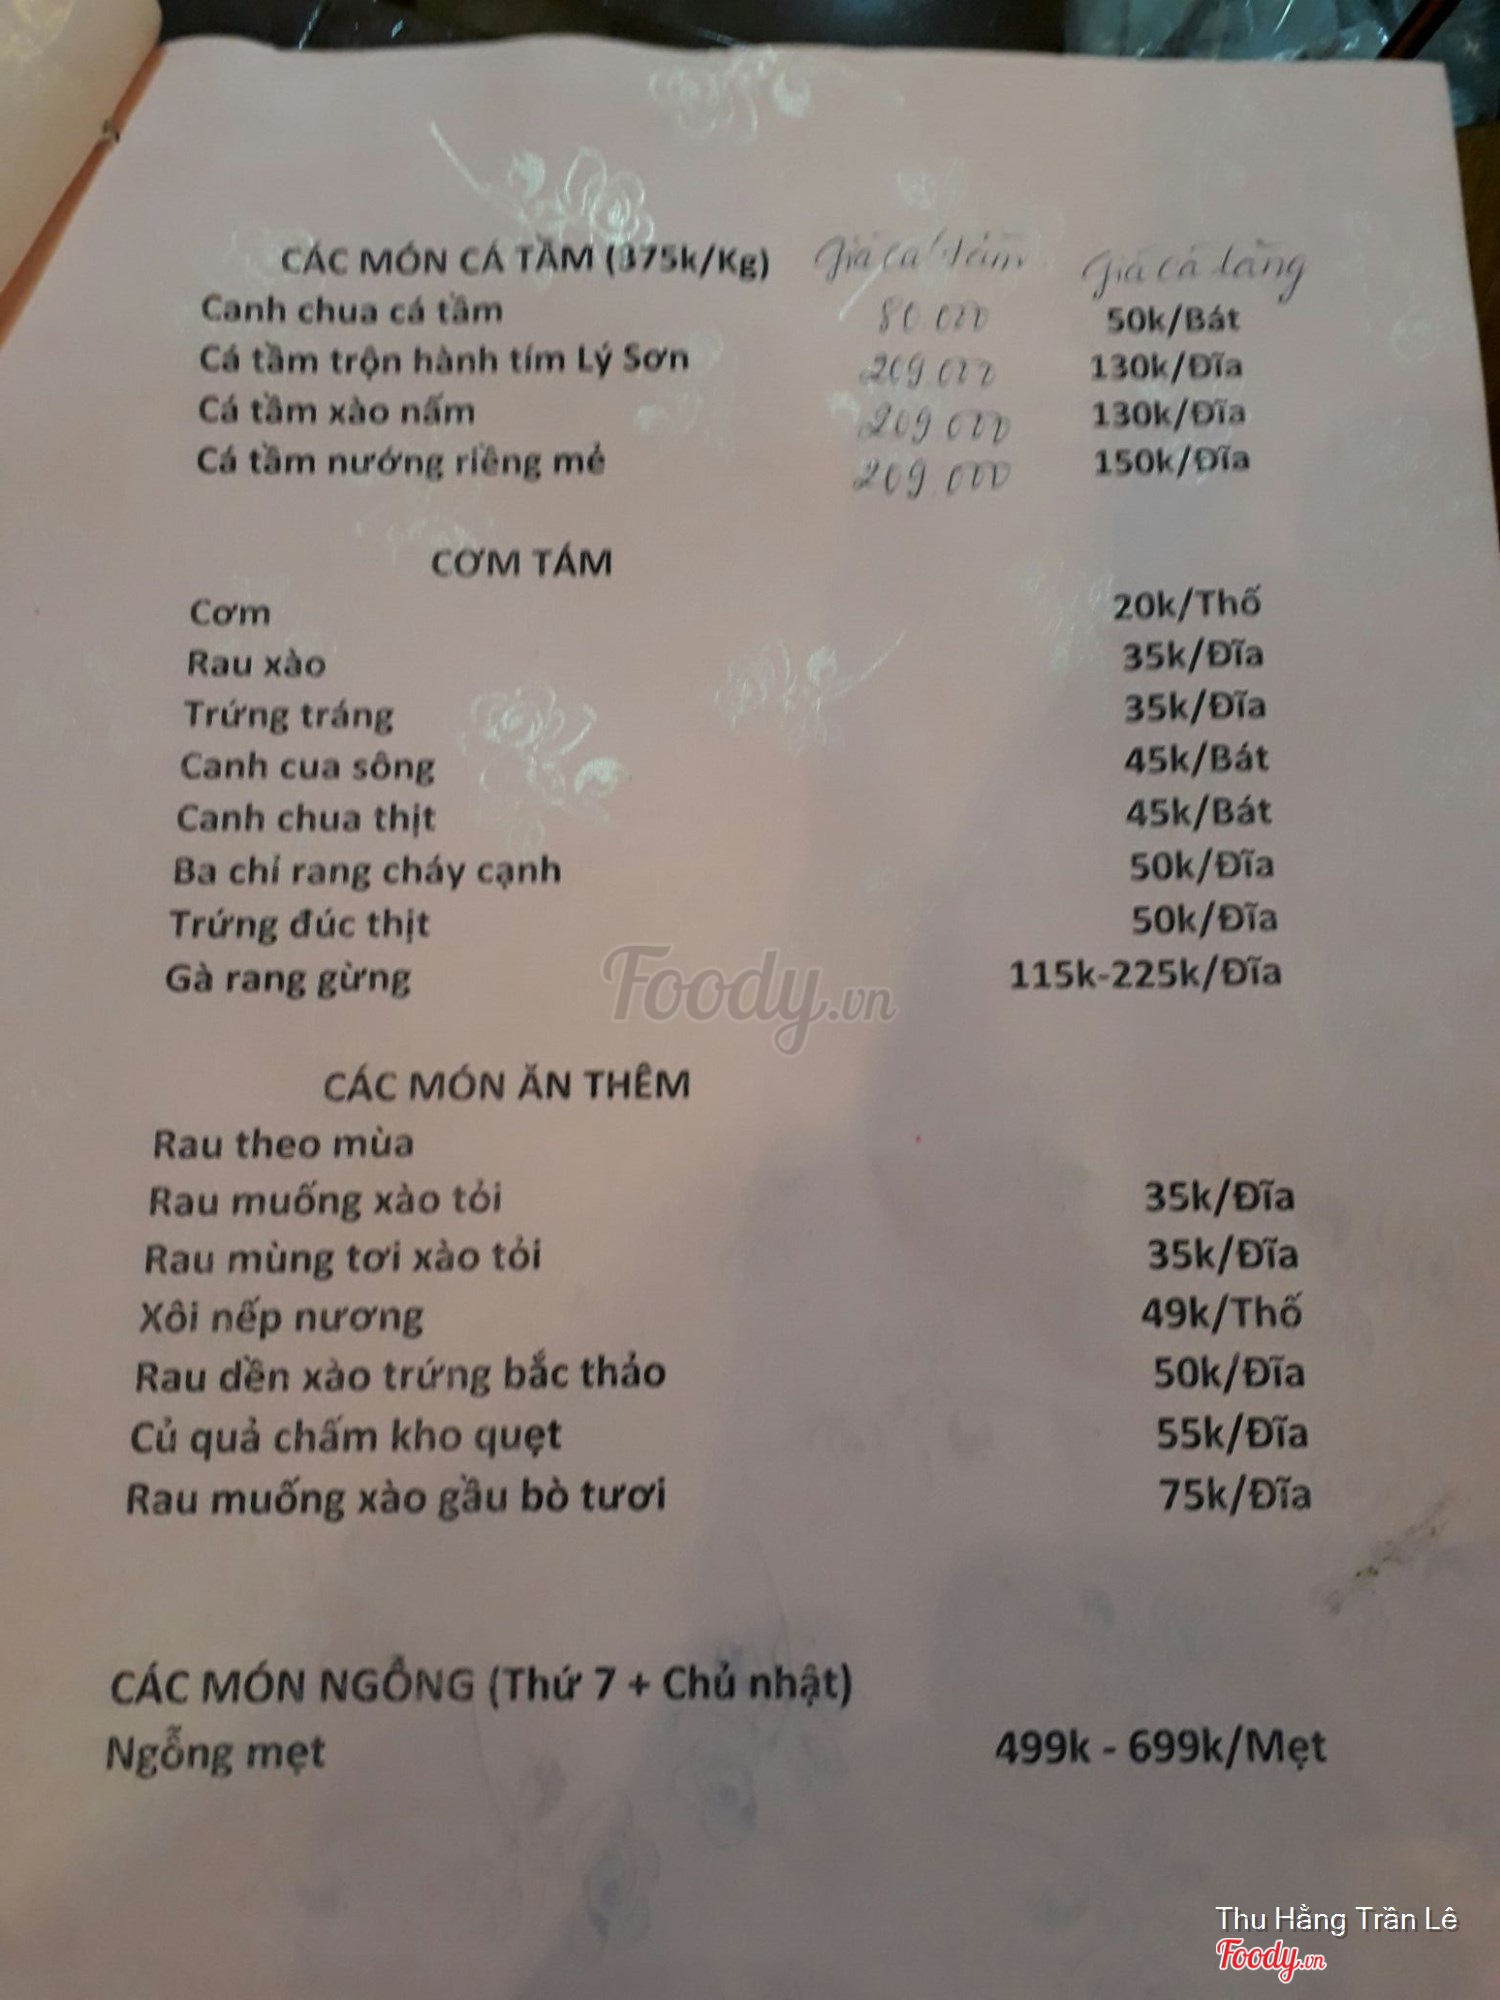 CÁC MÓN CÁ TẦM (375k/Kg) Giá cá tầm Giá cá lăng
Canh chua cá tầm 80.000 50k/Bát
Cá tầm trộn hành tím Lý Sơn 209.000 130k/Đĩa
Cá tầm xào nấm 209.000 130k/Đĩa
Cá tầm nướng riềng mẻ 209.000 150k/Đĩa
CƠM TÁM
Cơm 20k/Thố
Rau xào 35k/Đĩa
Trứng tráng 35k/Đĩa
Canh cua sông 45k/Bát
Canh chua thịt 45k/Bát
Ba chỉ rang cháy cạnh 50k/Đĩa
Trứng đúc thịt 50k/Đĩa
Gà rang gừng 115k-225k/Đĩa
Foody.vn
CÁC MÓN ĂN THÊM
Rau theo mùa
Rau muống xào tỏi 35k/Đĩa
Rau mùng tơi xào tỏi 35k/Đĩa
Xôi nếp nương 49k/Thố
Rau dền xào trứng bắc thảo 50k/Đĩa
Củ quả chấm kho quẹt 55k/Đĩa
Rau muống xào gầu bò tươi 75k/Đĩa
CÁC MÓN NGỖNG (Thứ 7 + Chủ nhật)
Ngỗng mẹt 499k - 699k/Mẹt
Thu Hằng Trần Lê
Foody.vn